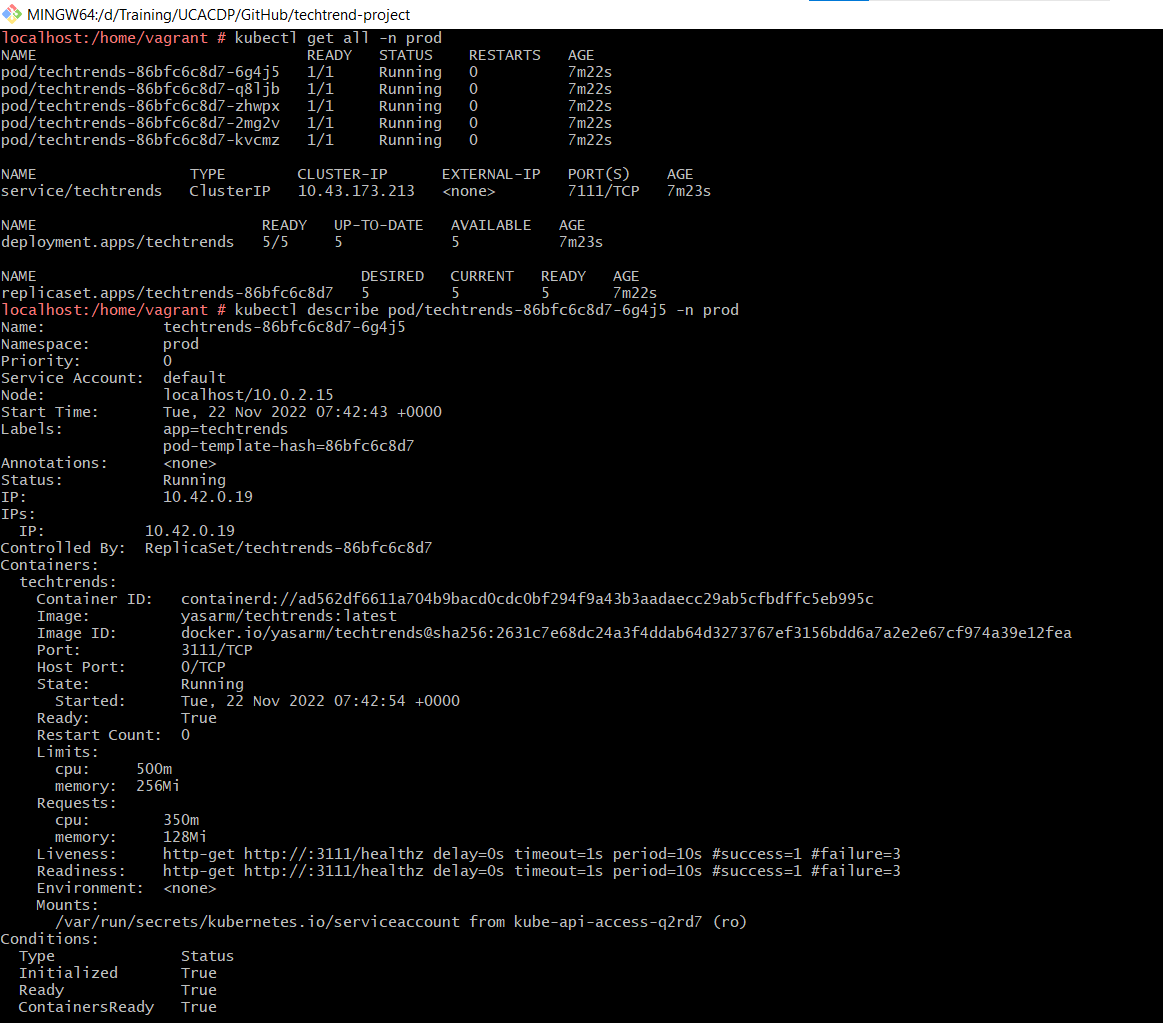 MINGW64:/d/Training/UCACDP/GitHub/techtrend-project
localhost:/home/vagrant # kubectl get all -n prod
NAME                              READY   STATUS    RESTARTS   AGE
pod/techtrends-86bfc6c8d7-6g4j5   1/1     Running   0          7m22s
pod/techtrends-86bfc6c8d7-q8ljb   1/1     Running   0          7m22s
pod/techtrends-86bfc6c8d7-zhwpx   1/1     Running   0          7m22s
pod/techtrends-86bfc6c8d7-2mg2v   1/1     Running   0          7m22s
pod/techtrends-86bfc6c8d7-kvcmz   1/1     Running   0          7m22s
NAME                 TYPE        CLUSTER-IP      EXTERNAL-IP   PORT(S)    AGE
service/techtrends   ClusterIP   10.43.173.213   <none>        7111/TCP   7m23s
NAME                         READY   UP-TO-DATE   AVAILABLE   AGE
deployment.apps/techtrends   5/5     5            5           7m23s
NAME                                    DESIRED   CURRENT   READY   AGE
replicaset.apps/techtrends-86bfc6c8d7   5         5         5       7m22s
localhost:/home/vagrant # kubectl describe pod/techtrends-86bfc6c8d7-6g4j5 -n prod
Name:             techtrends-86bfc6c8d7-6g4j5
Namespace:        prod
Priority:         0
Service Account:  default
Node:             localhost/10.0.2.15
Start Time:       Tue, 22 Nov 2022 07:42:43 +0000
Labels:           app=techtrends
                  pod-template-hash=86bfc6c8d7
Annotations:      <none>
Status:           Running
IP:               10.42.0.19
IPs:
  IP:           10.42.0.19
Controlled By:  ReplicaSet/techtrends-86bfc6c8d7
Containers:
  techtrends:
    Container ID:   containerd://ad562df6611a704b9bacd0cdc0bf294f9a43b3aadaecc29ab5cfbdffc5eb995c
    Image:          yasarm/techtrends:latest
    Image ID:       docker.io/yasarm/techtrends@sha256:2631c7e68dc24a3f4ddab64d3273767ef3156bdd6a7a2e2e67cf974a39e12fea
    Port:           3111/TCP
    Host Port:      0/TCP
    State:          Running
      Started:      Tue, 22 Nov 2022 07:42:54 +0000
    Ready:          True
    Restart Count:  0
    Limits:
      cpu:     500m
      memory:  256Mi
    Requests:
      cpu:        350m
      memory:     128Mi
    Liveness:     http-get http://:3111/healthz delay=0s timeout=1s period=10s #success=1 #failure=3
    Readiness:    http-get http://:3111/healthz delay=0s timeout=1s period=10s #success=1 #failure=3
    Environment:  <none>
    Mounts:
      /var/run/secrets/kubernetes.io/serviceaccount from kube-api-access-q2rd7 (ro)
Conditions:
  Type              Status
  Initialized       True
  Ready             True
  ContainersReady   True